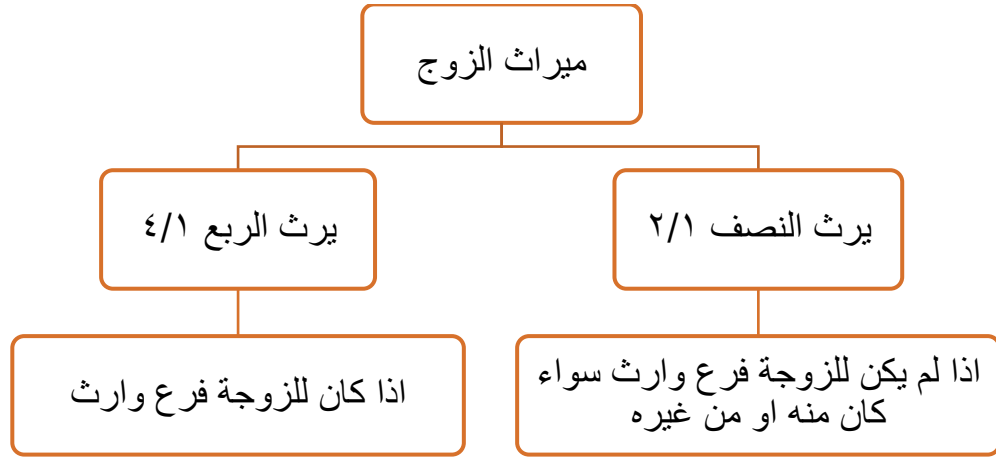 ميراث الزوج
يرث النصف ٢/١
يرث الربع ٤/١
اذا لم يكن للزوجة فرع وارث سواء
كان منه او من غيره
اذا كان للزوجة فرع وارث